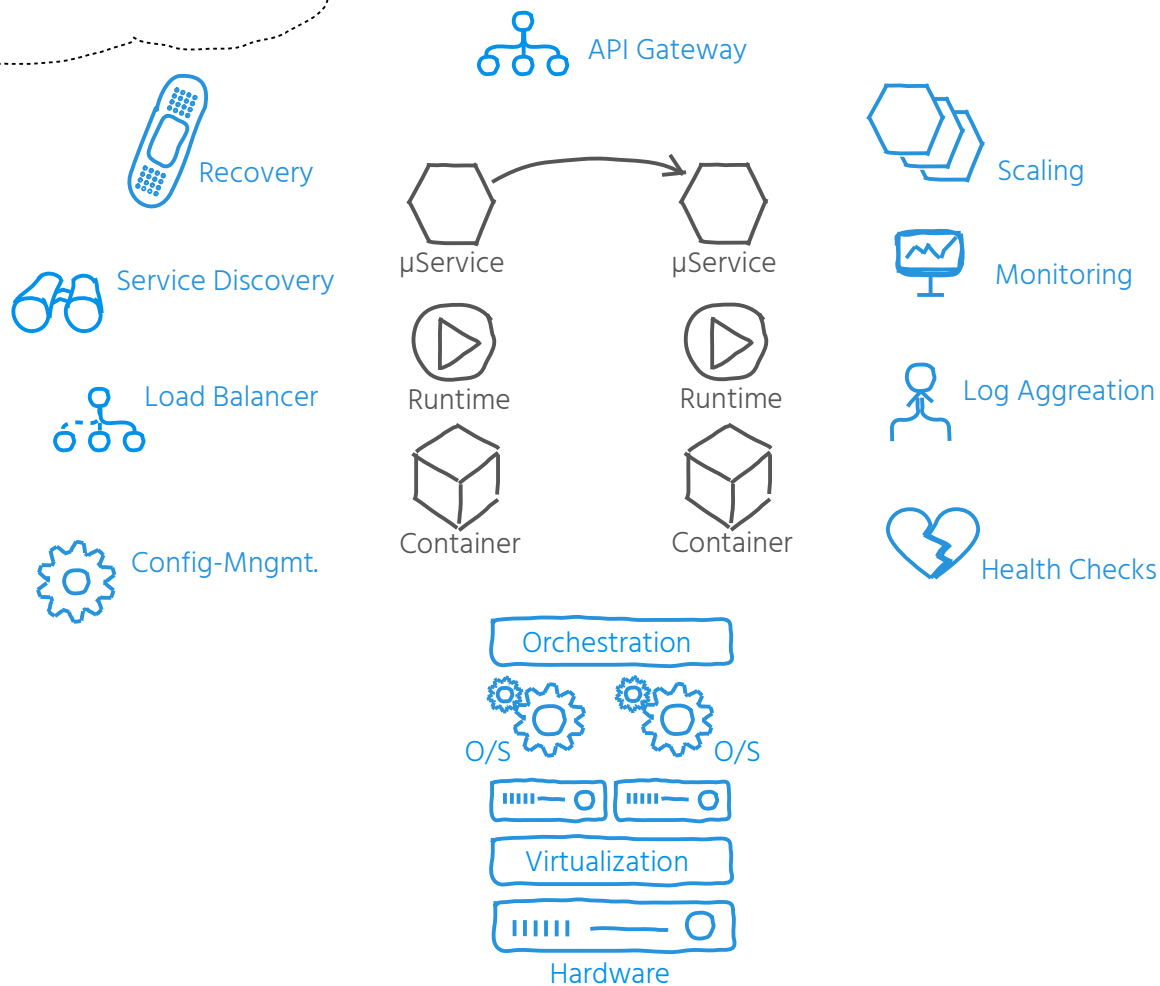 API Gateway
Recovery
Scaling
µService
µService
Service Discovery
Monitoring
Runtime
Runtime
Load Balancer
Log Aggreation
Container
Container
Config-Mngmt.
Health Checks
Orchestration
O/S
O/S
Virtualization
Hardware